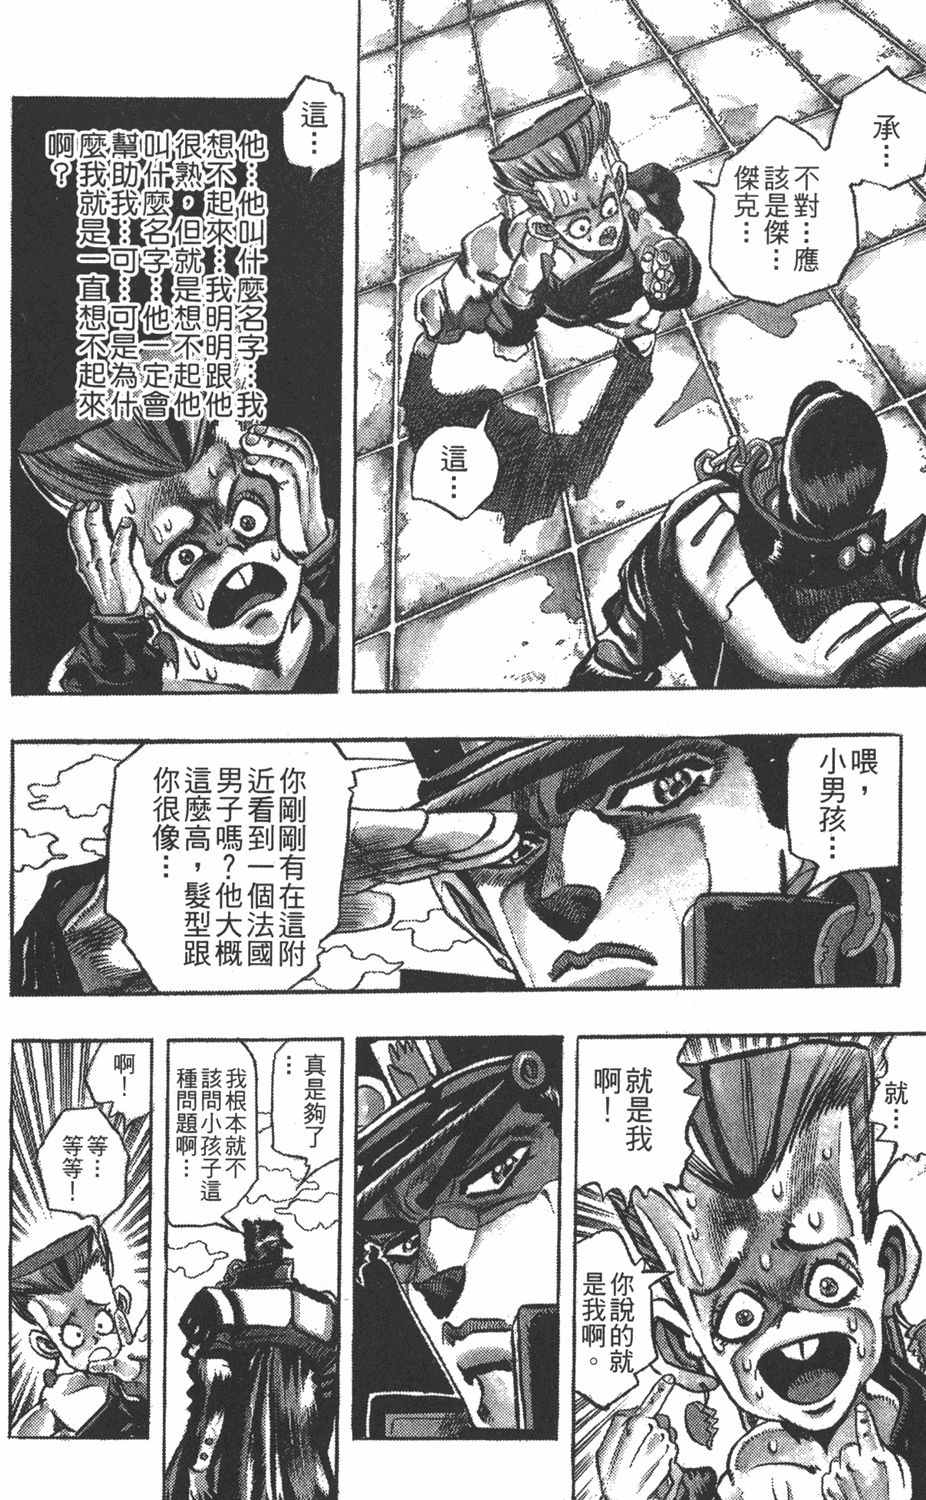 承…
不對…應
該是傑…
傑克…
這…
這…
他…他叫什麼名字…我
想不起來…我明明跟他
很熟，但就是想不起他
叫什麼名字…他一定會
幫助我…可…可是為什
麼我就是一直想不起來
啊？
喂，
小男孩…
你剛剛有在這附
近看到一個法國
男子嗎？他大概
這麼高，髮型跟
你很像…
就…
就是我
啊！
你說的就
是我啊。
真是夠了
…
我根本就不
該問小孩子這
種問題啊…
啊！
等…
等等！